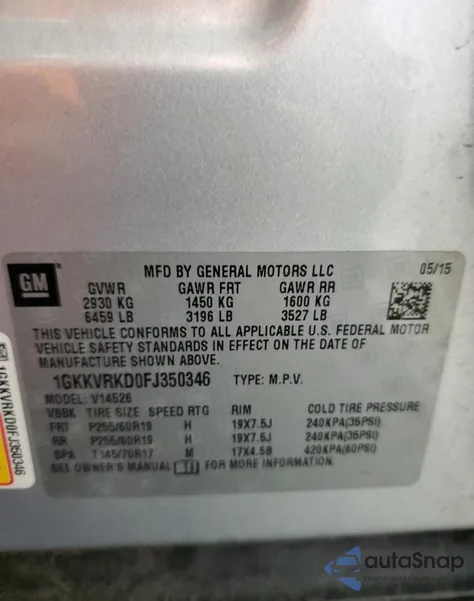 GM
MFD BY GENERAL MOTORS LLC
05/15
GVWR GAWR FRT GAWR RR
2930 KG 1450 KG 1600 KG
6459 LB 3196 LB 3527 LB
THIS VEHICLE CONFORMS TO ALL APPLICABLE U.S. FEDERAL MOTOR
VEHICLE SAFETY STANDARDS IN EFFECT ON THE DATE OF
MANUFACTURE SHOWN ABOVE.
1GKKVRKD0FJ350346 TYPE: M.P.V.
MODEL: V14526
VBBK TIRE SIZE SPEED RTG RIM COLD TIRE PRESSURE
FRT P255/60R19 H 19X7.5J 240KPA(35PSI)
RR P255/60R19 H 19X7.5J 240KPA(35PSI)
SPA T145/70R17 M 17X4.5B 420KPA(60PSI)
SEE OWNER'S MANUAL FOR MORE INFORMATION.
1GKKVRKD0FJ350346
autoSnap